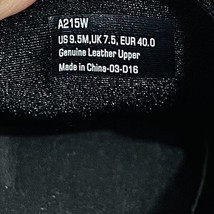 A215W
US 9.5M,UK 7.5, EUR 40.0
Genuine Leather Upper
Made in China-03-D16